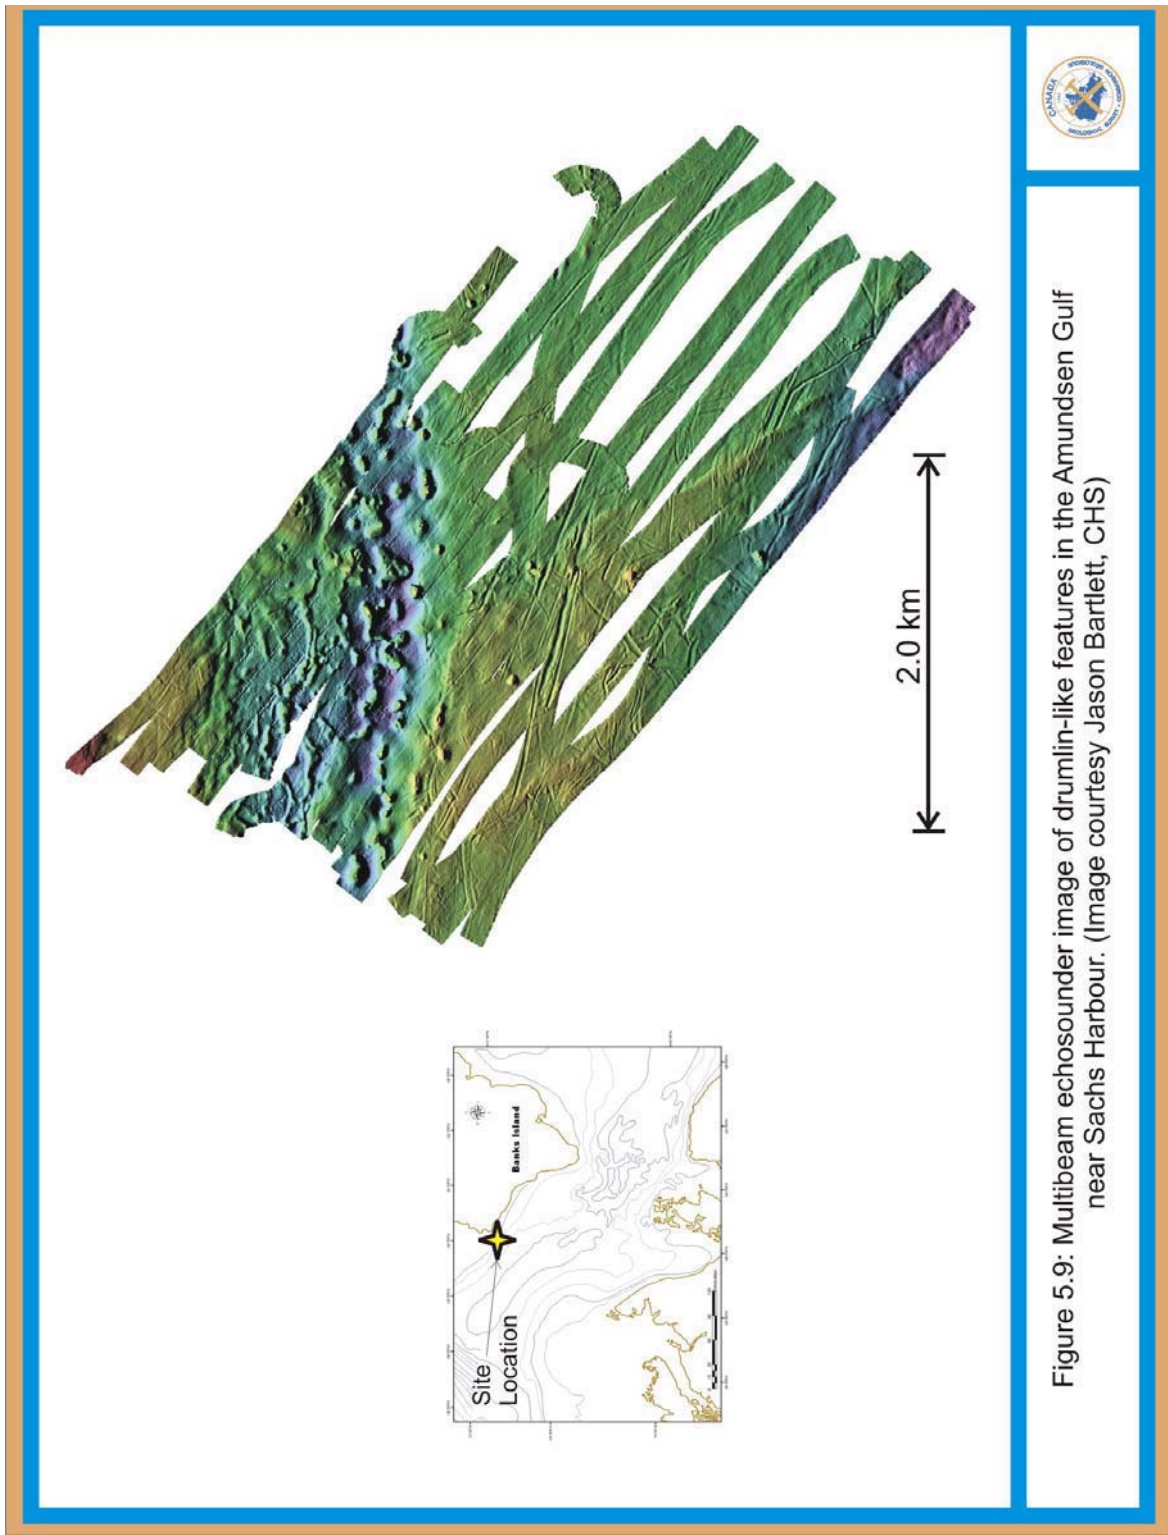 Site
Location
Banks Island
2.0 km
CANADA
Figure 5.9: Multibeam echosounder image of drumlin-like features in the Amundsen Gulf
near Sachs Harbour. (Image courtesy Jason Bartlett, CHS)